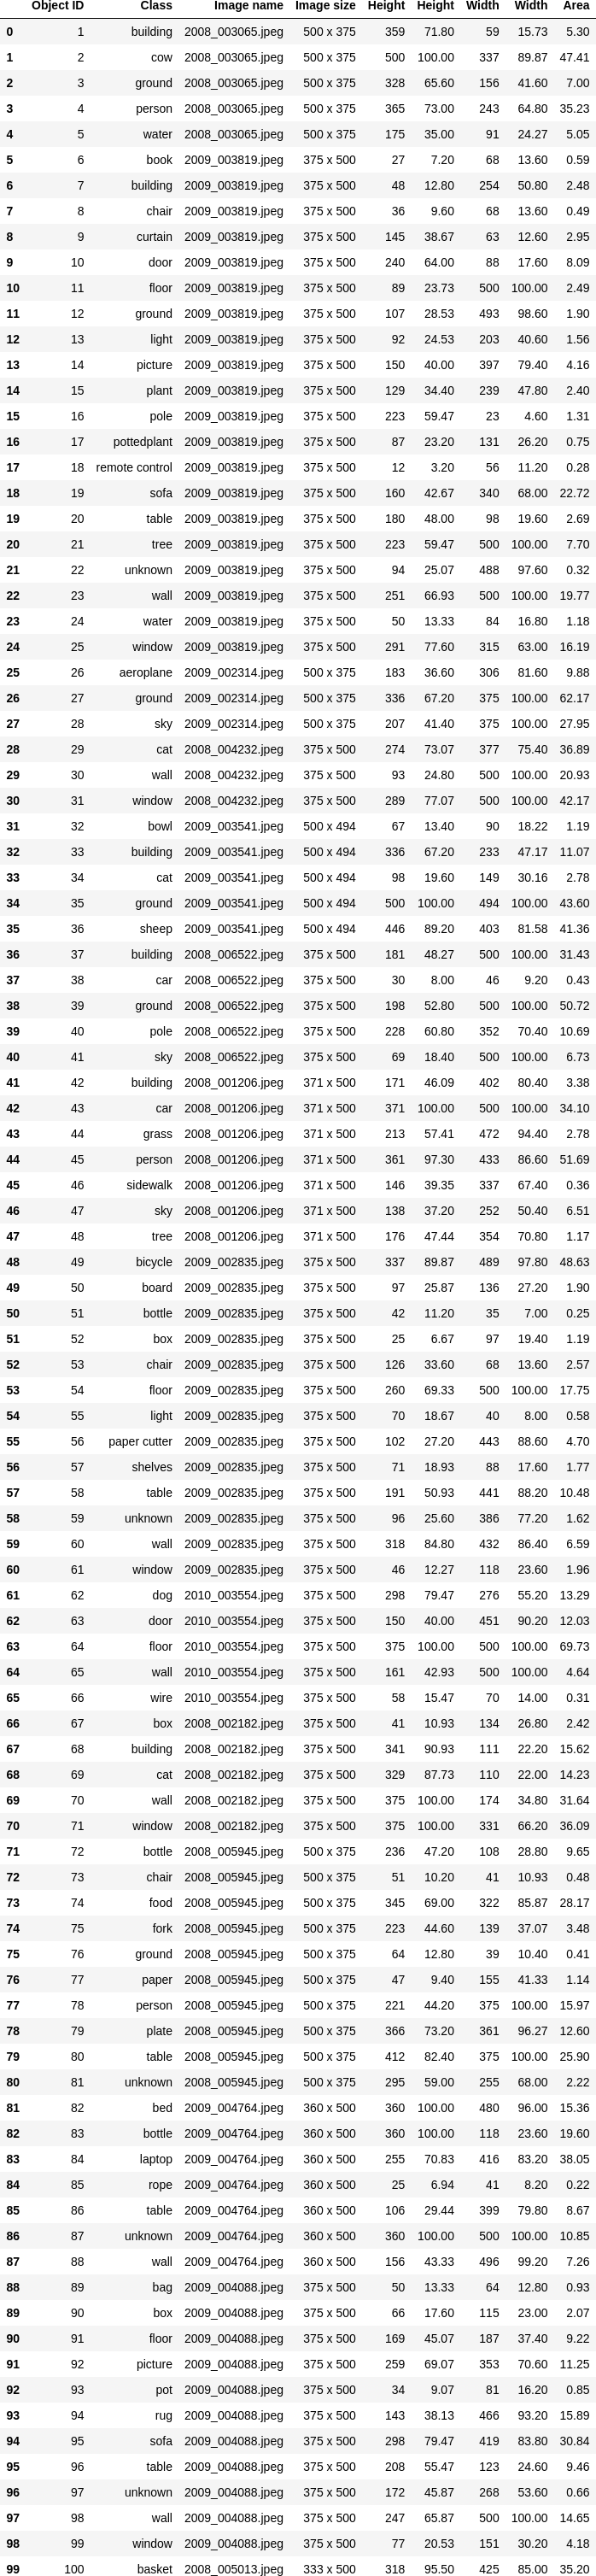 Object ID Class Image name Image size Height Height Width Width Area
0 1 building 2008_003065.jpeg 500 x 375 359 71.80 59 15.73 5.30
1 2 cow 2008_003065.jpeg 500 x 375 500 100.00 337 89.87 47.41
2 3 ground 2008_003065.jpeg 500 x 375 328 65.60 156 41.60 7.00
3 4 person 2008_003065.jpeg 500 x 375 365 73.00 243 64.80 35.23
4 5 water 2008_003065.jpeg 500 x 375 175 35.00 91 24.27 5.05
5 6 book 2009_003819.jpeg 375 x 500 27 7.20 68 13.60 0.59
6 7 building 2009_003819.jpeg 375 x 500 48 12.80 254 50.80 2.48
7 8 chair 2009_003819.jpeg 375 x 500 36 9.60 68 13.60 0.49
8 9 curtain 2009_003819.jpeg 375 x 500 145 38.67 63 12.60 2.95
9 10 door 2009_003819.jpeg 375 x 500 240 64.00 88 17.60 8.09
10 11 floor 2009_003819.jpeg 375 x 500 89 23.73 500 100.00 2.49
11 12 ground 2009_003819.jpeg 375 x 500 107 28.53 493 98.60 1.90
12 13 light 2009_003819.jpeg 375 x 500 92 24.53 203 40.60 1.56
13 14 picture 2009_003819.jpeg 375 x 500 150 40.00 397 79.40 4.16
14 15 plant 2009_003819.jpeg 375 x 500 129 34.40 239 47.80 2.40
15 16 pole 2009_003819.jpeg 375 x 500 223 59.47 23 4.60 1.31
16 17 pottedplant 2009_003819.jpeg 375 x 500 87 23.20 131 26.20 0.75
17 18 remote control 2009_003819.jpeg 375 x 500 12 3.20 56 11.20 0.28
18 19 sofa 2009_003819.jpeg 375 x 500 160 42.67 340 68.00 22.72
19 20 table 2009_003819.jpeg 375 x 500 180 48.00 98 19.60 2.69
20 21 tree 2009_003819.jpeg 375 x 500 223 59.47 500 100.00 7.70
21 22 unknown 2009_003819.jpeg 375 x 500 94 25.07 488 97.60 0.32
22 23 wall 2009_003819.jpeg 375 x 500 251 66.93 500 100.00 19.77
23 24 water 2009_003819.jpeg 375 x 500 50 13.33 84 16.80 1.18
24 25 window 2009_003819.jpeg 375 x 500 291 77.60 315 63.00 16.19
25 26 aeroplane 2009_002314.jpeg 500 x 375 183 36.60 306 81.60 9.88
26 27 ground 2009_002314.jpeg 500 x 375 336 67.20 375 100.00 62.17
27 28 sky 2009_002314.jpeg 500 x 375 207 41.40 375 100.00 27.95
28 29 cat 2008_004232.jpeg 375 x 500 274 73.07 377 75.40 36.89
29 30 wall 2008_004232.jpeg 375 x 500 93 24.80 500 100.00 20.93
30 31 window 2008_004232.jpeg 375 x 500 289 77.07 500 100.00 42.17
31 32 bowl 2009_003541.jpeg 500 x 494 67 13.40 90 18.22 1.19
32 33 building 2009_003541.jpeg 500 x 494 336 67.20 233 47.17 11.07
33 34 cat 2009_003541.jpeg 500 x 494 98 19.60 149 30.16 2.78
34 35 ground 2009_003541.jpeg 500 x 494 500 100.00 494 100.00 43.60
35 36 sheep 2009_003541.jpeg 500 x 494 446 89.20 403 81.58 41.36
36 37 building 2008_006522.jpeg 375 x 500 181 48.27 500 100.00 31.43
37 38 car 2008_006522.jpeg 375 x 500 30 8.00 46 9.20 0.43
38 39 ground 2008_006522.jpeg 375 x 500 198 52.80 500 100.00 50.72
39 40 pole 2008_006522.jpeg 375 x 500 228 60.80 352 70.40 10.69
40 41 sky 2008_006522.jpeg 375 x 500 69 18.40 500 100.00 6.73
41 42 building 2008_001206.jpeg 371 x 500 171 46.09 402 80.40 3.38
42 43 car 2008_001206.jpeg 371 x 500 371 100.00 500 100.00 34.10
43 44 grass 2008_001206.jpeg 371 x 500 213 57.41 472 94.40 2.78
44 45 person 2008_001206.jpeg 371 x 500 361 97.30 433 86.60 51.69
45 46 sidewalk 2008_001206.jpeg 371 x 500 146 39.35 337 67.40 0.36
46 47 sky 2008_001206.jpeg 371 x 500 138 37.20 252 50.40 6.51
47 48 tree 2008_001206.jpeg 371 x 500 176 47.44 354 70.80 1.17
48 49 bicycle 2009_002835.jpeg 375 x 500 337 89.87 489 97.80 48.63
49 50 board 2009_002835.jpeg 375 x 500 97 25.87 136 27.20 1.90
50 51 bottle 2009_002835.jpeg 375 x 500 42 11.20 35 7.00 0.25
51 52 box 2009_002835.jpeg 375 x 500 25 6.67 97 19.40 1.19
52 53 chair 2009_002835.jpeg 375 x 500 126 33.60 68 13.60 2.57
53 54 floor 2009_002835.jpeg 375 x 500 260 69.33 500 100.00 17.75
54 55 light 2009_002835.jpeg 375 x 500 70 18.67 40 8.00 0.58
55 56 paper cutter 2009_002835.jpeg 375 x 500 102 27.20 443 88.60 4.70
56 57 shelves 2009_002835.jpeg 375 x 500 71 18.93 88 17.60 1.77
57 58 table 2009_002835.jpeg 375 x 500 191 50.93 441 88.20 10.48
58 59 unknown 2009_002835.jpeg 375 x 500 96 25.60 386 77.20 1.62
59 60 wall 2009_002835.jpeg 375 x 500 318 84.80 432 86.40 6.59
60 61 window 2009_002835.jpeg 375 x 500 46 12.27 118 23.60 1.96
61 62 dog 2010_003554.jpeg 375 x 500 298 79.47 276 55.20 13.29
62 63 door 2010_003554.jpeg 375 x 500 150 40.00 451 90.20 12.03
63 64 floor 2010_003554.jpeg 375 x 500 375 100.00 500 100.00 69.73
64 65 wall 2010_003554.jpeg 375 x 500 161 42.93 500 100.00 4.64
65 66 wire 2010_003554.jpeg 375 x 500 58 15.47 70 14.00 0.31
66 67 box 2008_002182.jpeg 375 x 500 41 10.93 134 26.80 2.42
67 68 building 2008_002182.jpeg 375 x 500 341 90.93 111 22.20 15.62
68 69 cat 2008_002182.jpeg 375 x 500 329 87.73 110 22.00 14.23
69 70 wall 2008_002182.jpeg 375 x 500 375 100.00 174 34.80 31.64
70 71 window 2008_002182.jpeg 375 x 500 375 100.00 331 66.20 36.09
71 72 bottle 2008_005945.jpeg 500 x 375 236 47.20 108 28.80 9.65
72 73 chair 2008_005945.jpeg 500 x 375 51 10.20 41 10.93 0.48
73 74 food 2008_005945.jpeg 500 x 375 345 69.00 322 85.87 28.17
74 75 fork 2008_005945.jpeg 500 x 375 223 44.60 139 37.07 3.48
75 76 ground 2008_005945.jpeg 500 x 375 64 12.80 39 10.40 0.41
76 77 paper 2008_005945.jpeg 500 x 375 47 9.40 155 41.33 1.14
77 78 person 2008_005945.jpeg 500 x 375 221 44.20 375 100.00 15.97
78 79 plate 2008_005945.jpeg 500 x 375 366 73.20 361 96.27 12.60
79 80 table 2008_005945.jpeg 500 x 375 412 82.40 375 100.00 25.90
80 81 unknown 2008_005945.jpeg 500 x 375 295 59.00 255 68.00 2.22
81 82 bed 2009_004764.jpeg 360 x 500 360 100.00 480 96.00 15.36
82 83 bottle 2009_004764.jpeg 360 x 500 360 100.00 118 23.60 19.60
83 84 laptop 2009_004764.jpeg 360 x 500 255 70.83 416 83.20 38.05
84 85 rope 2009_004764.jpeg 360 x 500 25 6.94 41 8.20 0.22
85 86 table 2009_004764.jpeg 360 x 500 106 29.44 399 79.80 8.67
86 87 unknown 2009_004764.jpeg 360 x 500 360 100.00 500 100.00 10.85
87 88 wall 2009_004764.jpeg 360 x 500 156 43.33 496 99.20 7.26
88 89 bag 2009_004088.jpeg 375 x 500 50 13.33 64 12.80 0.93
89 90 box 2009_004088.jpeg 375 x 500 66 17.60 115 23.00 2.07
90 91 floor 2009_004088.jpeg 375 x 500 169 45.07 187 37.40 9.22
91 92 picture 2009_004088.jpeg 375 x 500 259 69.07 353 70.60 11.25
92 93 pot 2009_004088.jpeg 375 x 500 34 9.07 81 16.20 0.85
93 94 rug 2009_004088.jpeg 375 x 500 143 38.13 466 93.20 15.89
94 95 sofa 2009_004088.jpeg 375 x 500 298 79.47 419 83.80 30.84
95 96 table 2009_004088.jpeg 375 x 500 208 55.47 123 24.60 9.46
96 97 unknown 2009_004088.jpeg 375 x 500 172 45.87 268 53.60 0.66
97 98 wall 2009_004088.jpeg 375 x 500 247 65.87 500 100.00 14.65
98 99 window 2009_004088.jpeg 375 x 500 77 20.53 151 30.20 4.18
99 100 basket 2008_005013.jpeg 333 x 500 318 95.50 425 85.00 35.20